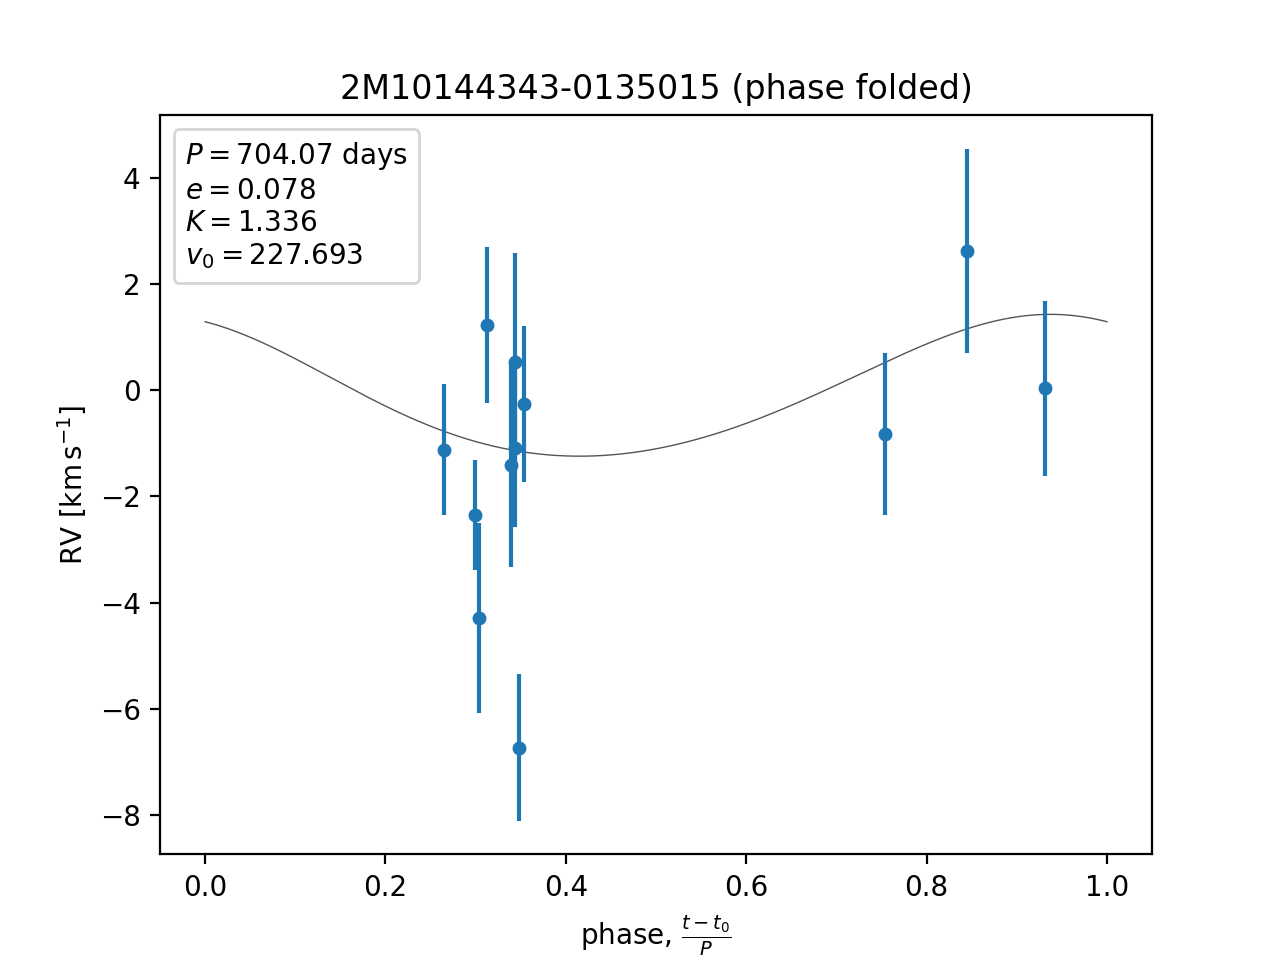 2M10144343-0135015 (phase folded)
P = 704.07 days
e = 0.078
K = 1.336
v₀ = 227.693
4
2
0
−2
−4
−6
−8
RV [km s⁻¹]
0.0 0.2 0.4 0.6 0.8 1.0
phase, (t − t₀)/P